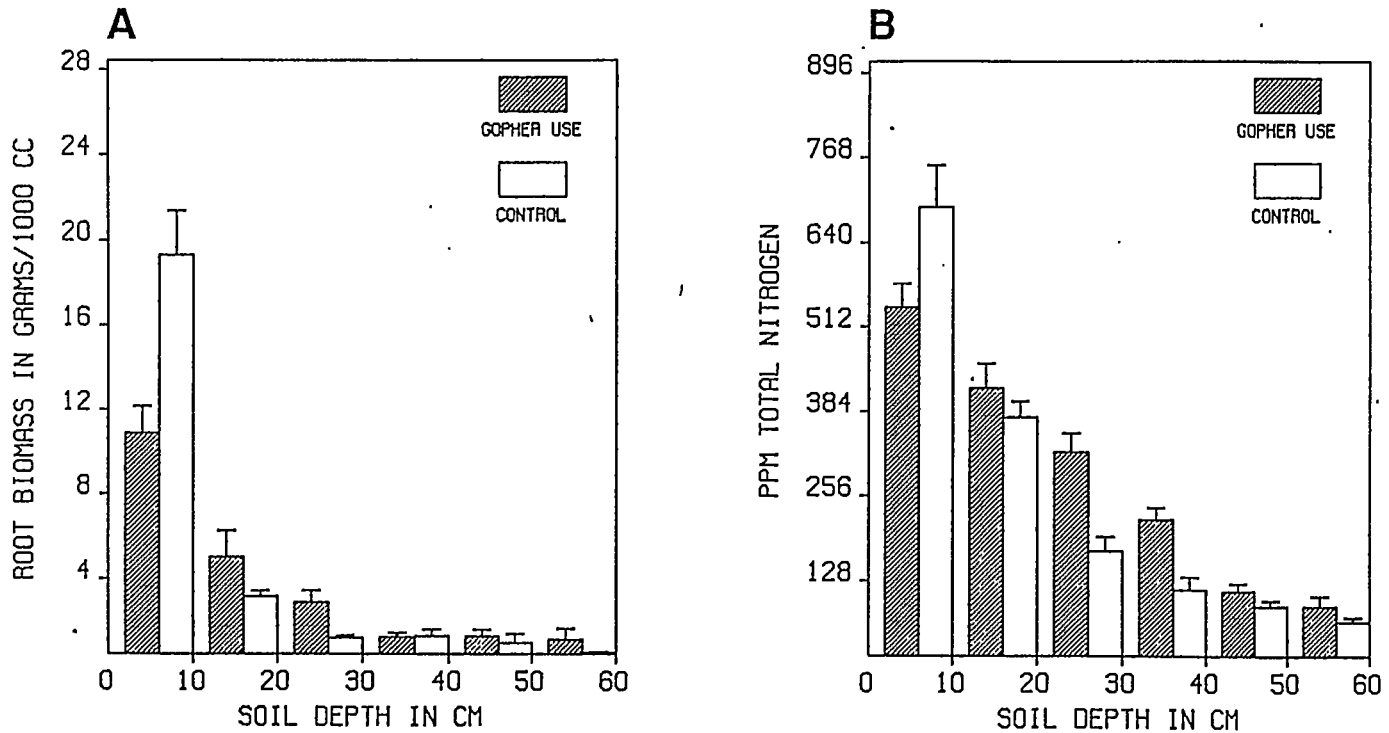 A
28
24
20
16
12
8
4
ROOT BIOMASS IN GRAMS/1000 CC
GOPHER USE
CONTROL
0 10 20 30 40 50 60
SOIL DEPTH IN CM
B
896
768
640
512
384
256
128
PPM TOTAL NITROGEN
GOPHER USE
CONTROL
0 10 20 30 40 50 60
SOIL DEPTH IN CM